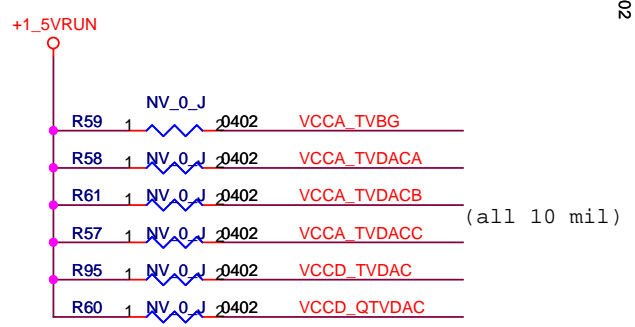 02
+1_5VRUN
NV_0_J
R59 1 2 0402 VCCA_TVBG
R58 1 NV_0_J 2 0402 VCCA_TVDACA
R61 1 NV_0_J 2 0402 VCCA_TVDACB
(all 10 mil)
R57 1 NV_0_J 2 0402 VCCA_TVDACC
R95 1 NV_0_J 2 0402 VCCD_TVDAC
R60 1 NV_0_J 2 0402 VCCD_QTVDAC